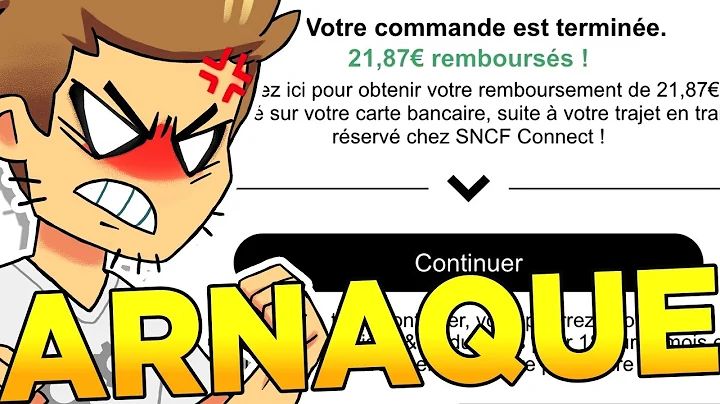 Votre commande est terminée.
21,87€ remboursés !
ez ici pour obtenir votre remboursement de 21,87€
é sur votre carte bancaire, suite à votre trajet en tra
réservé chez SNCF Connect !
Continuer
ARNAQUE